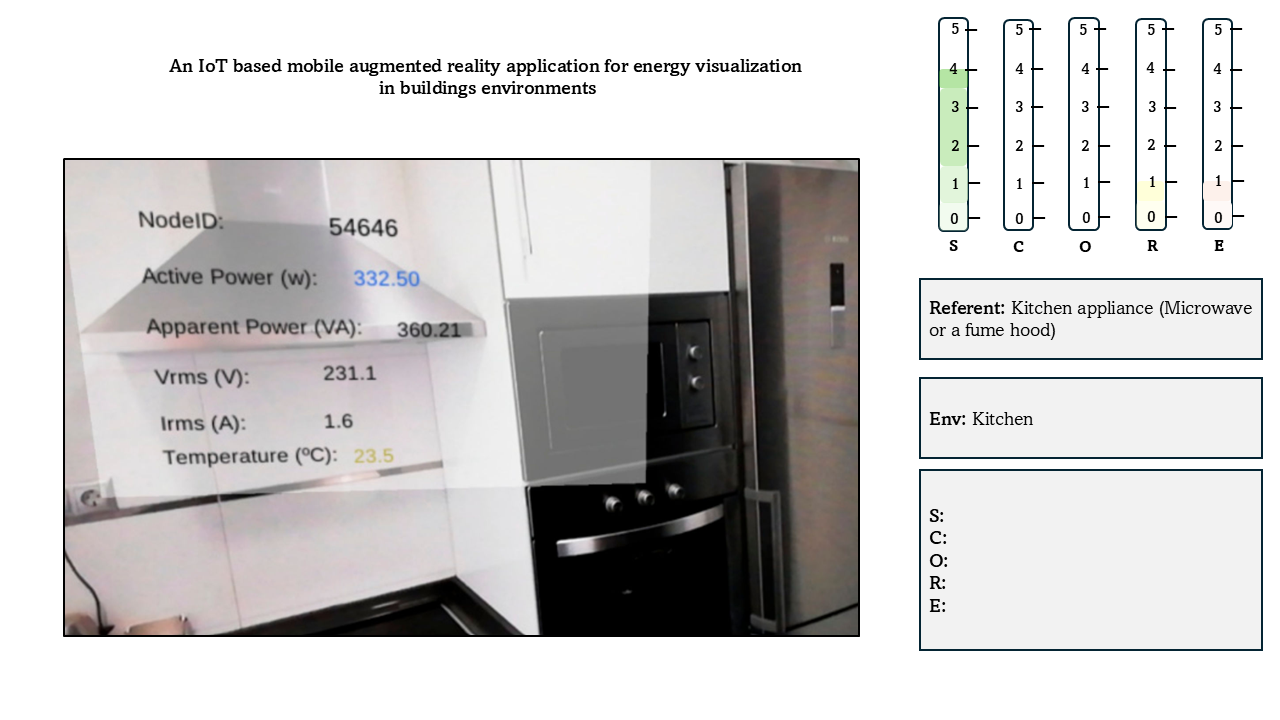 An IoT based mobile augmented reality application for energy visualization
in buildings environments
NodeID: 54646
Active Power (w): 332.50
Apparent Power (VA): 360.21
Vrms (V): 231.1
Irms (A): 1.6
Temperature (ºC): 23.5
5 5 5 5 5
4 4 4 4 4
3 3 3 3 3
2 2 2 2 2
1 1 1 1 1
0 0 0 0 0
S C O R E
Referent: Kitchen appliance (Microwave
or a fume hood)
Env: Kitchen
S:
C:
O:
R:
E: